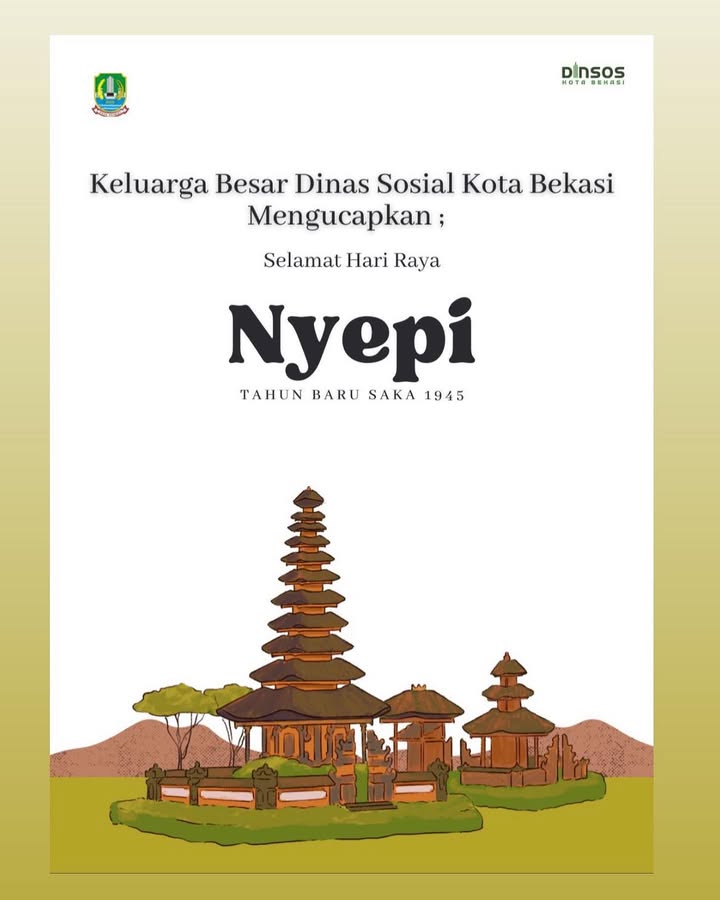 DINSOS
KOTA BEKASI
Keluarga Besar Dinas Sosial Kota Bekasi
Mengucapkan ;
Selamat Hari Raya
Nyepi
TAHUN BARU SAKA 1945